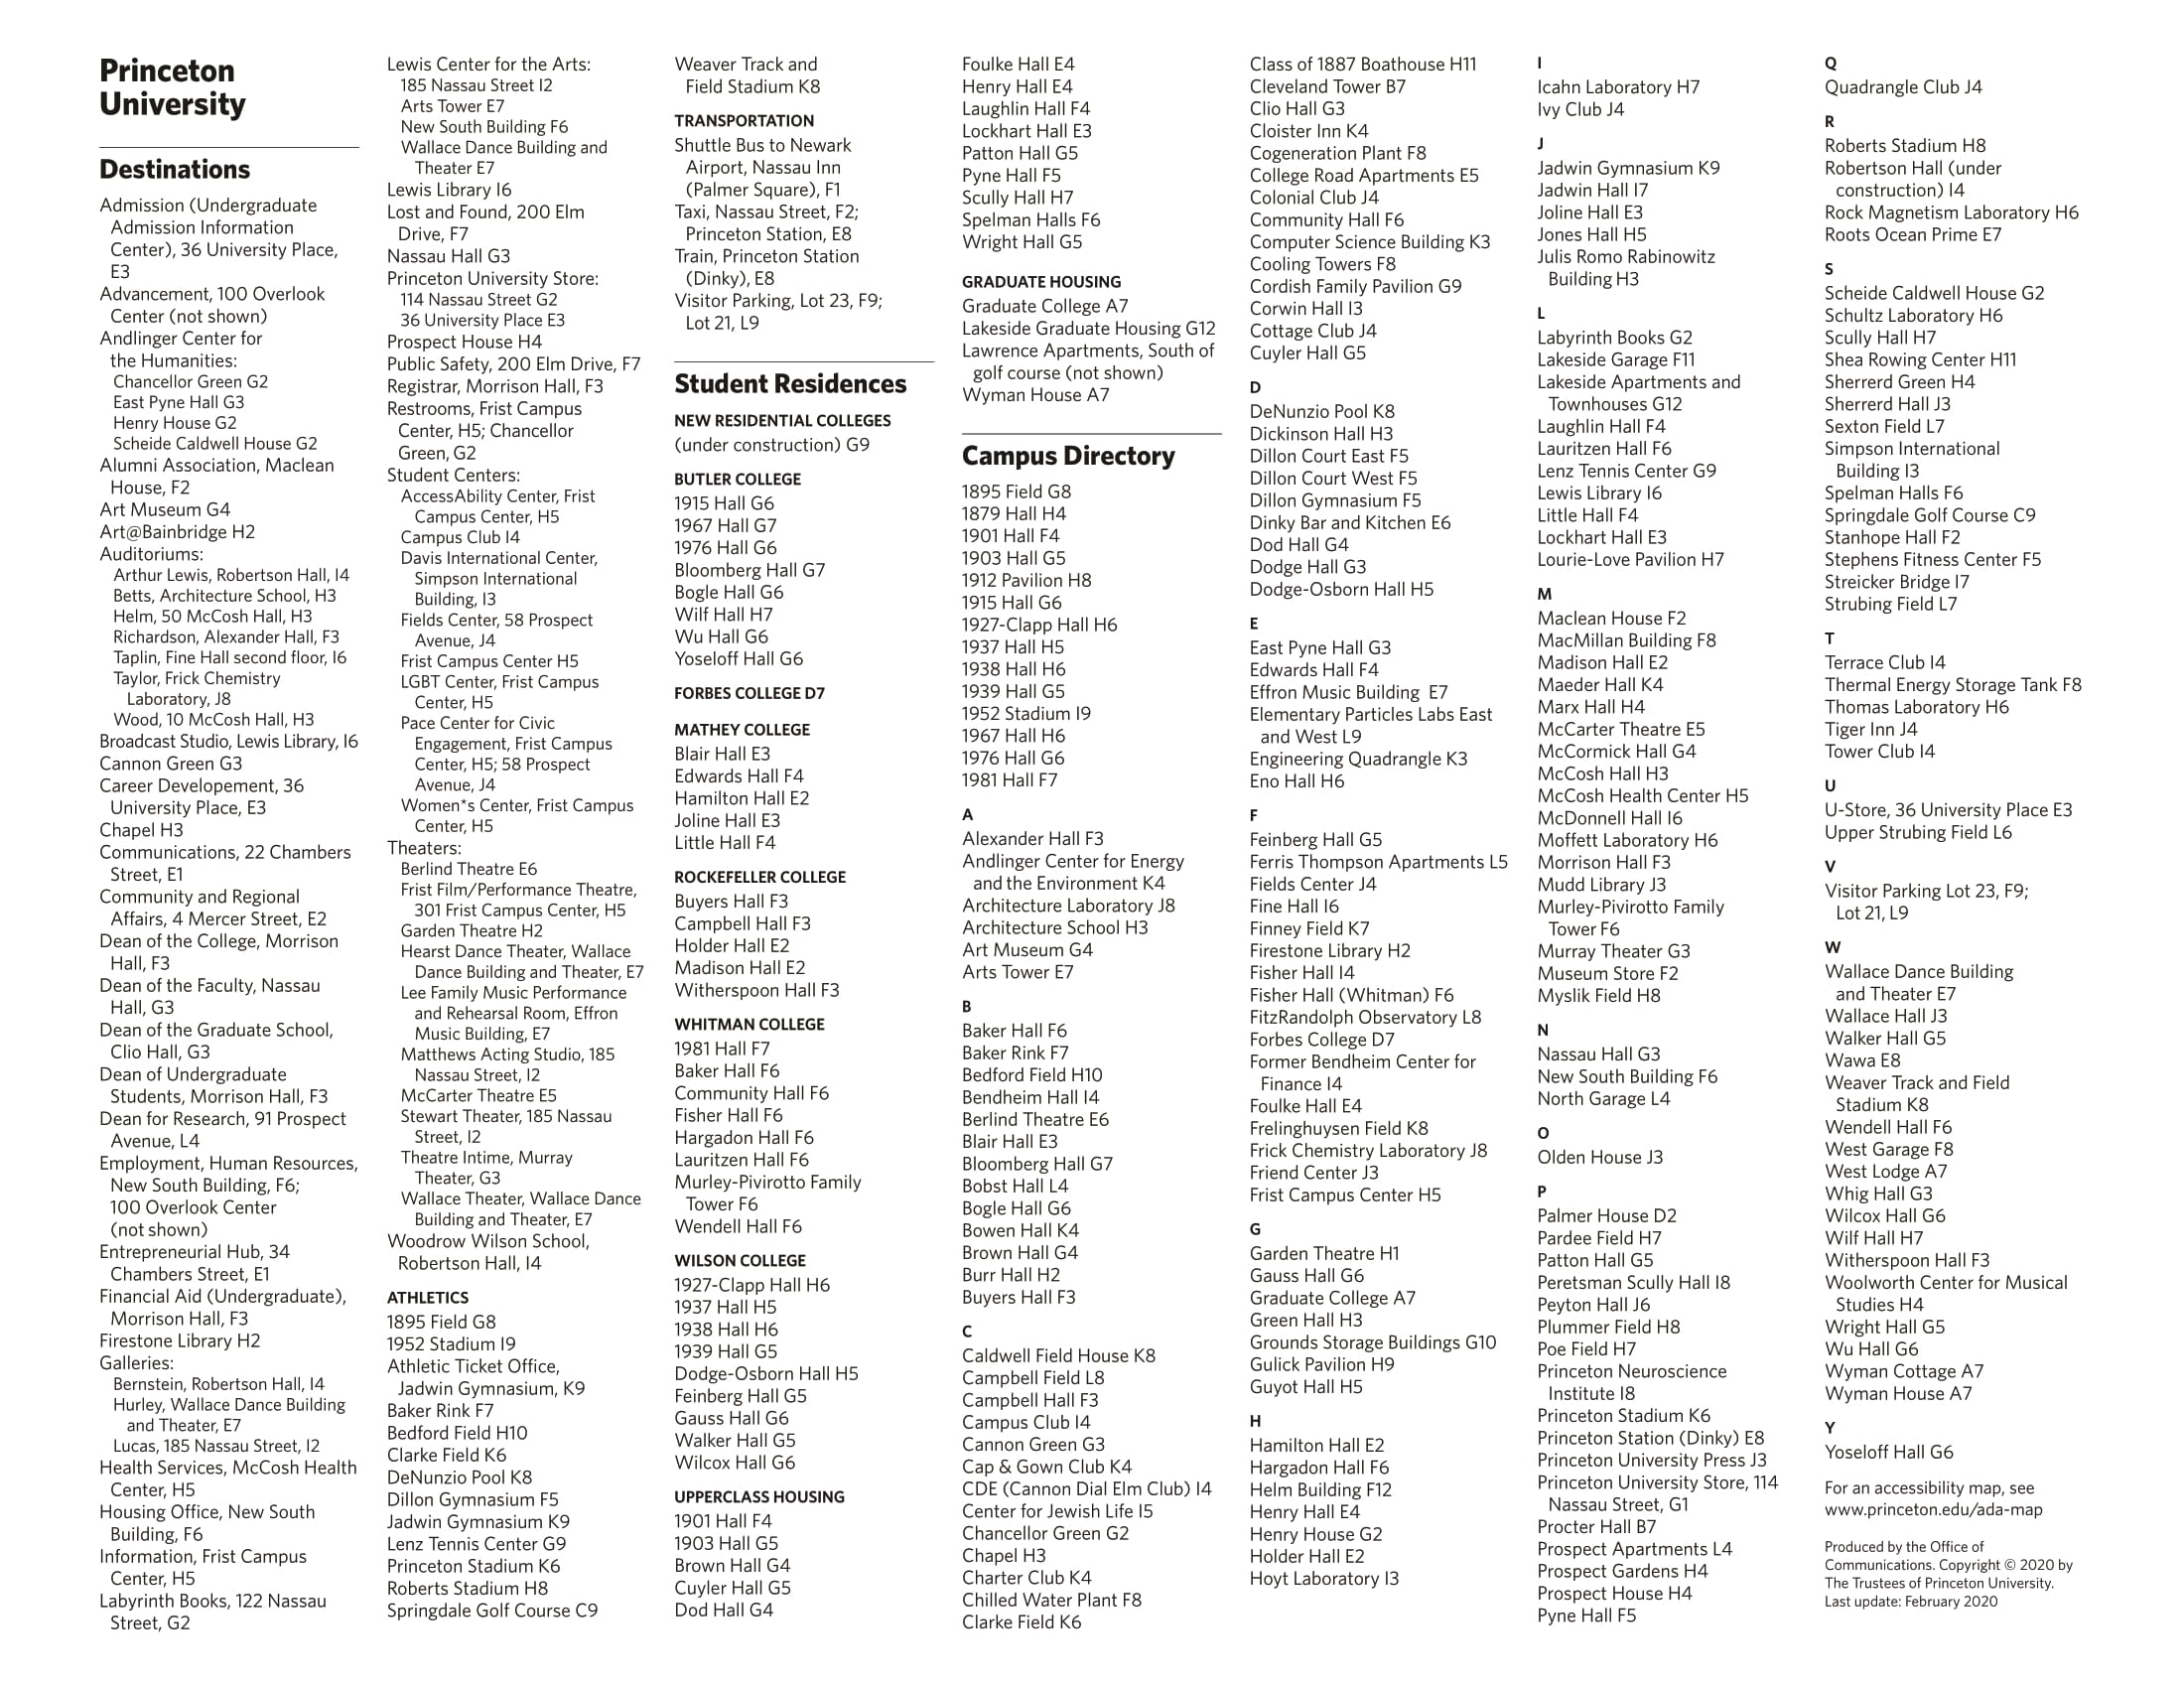 Princeton
University
Destinations
Admission (Undergraduate
Admission Information
Center), 36 University Place,
E3
Advancement, 100 Overlook
Center (not shown)
Andlinger Center for
the Humanities:
Chancellor Green G2
East Pyne Hall G3
Henry House G2
Scheide Caldwell House G2
Alumni Association, Maclean
House, F2
Art Museum G4
Art@Bainbridge H2
Auditoriums:
Arthur Lewis, Robertson Hall, I4
Betts, Architecture School, H3
Helm, 50 McCosh Hall, H3
Richardson, Alexander Hall, F3
Taplin, Fine Hall second floor, I6
Taylor, Frick Chemistry
Laboratory, J8
Wood, 10 McCosh Hall, H3
Broadcast Studio, Lewis Library, I6
Cannon Green G3
Career Developement, 36
University Place, E3
Chapel H3
Communications, 22 Chambers
Street, E1
Community and Regional
Affairs, 4 Mercer Street, E2
Dean of the College, Morrison
Hall, F3
Dean of the Faculty, Nassau
Hall, G3
Dean of the Graduate School,
Clio Hall, G3
Dean of Undergraduate
Students, Morrison Hall, F3
Dean for Research, 91 Prospect
Avenue, L4
Employment, Human Resources,
New South Building, F6;
100 Overlook Center
(not shown)
Entrepreneurial Hub, 34
Chambers Street, E1
Financial Aid (Undergraduate),
Morrison Hall, F3
Firestone Library H2
Galleries:
Bernstein, Robertson Hall, I4
Hurley, Wallace Dance Building
and Theater, E7
Lucas, 185 Nassau Street, I2
Health Services, McCosh Health
Center, H5
Housing Office, New South
Building, F6
Information, Frist Campus
Center, H5
Labyrinth Books, 122 Nassau
Street, G2
Lewis Center for the Arts:
185 Nassau Street I2
Arts Tower E7
New South Building F6
Wallace Dance Building and
Theater E7
Lewis Library I6
Lost and Found, 200 Elm
Drive, F7
Nassau Hall G3
Princeton University Store:
114 Nassau Street G2
36 University Place E3
Prospect House H4
Public Safety, 200 Elm Drive, F7
Registrar, Morrison Hall, F3
Restrooms, Frist Campus
Center, H5; Chancellor
Green, G2
Student Centers:
AccessAbility Center, Frist
Campus Center, H5
Campus Club I4
Davis International Center,
Simpson International
Building, I3
Fields Center, 58 Prospect
Avenue, J4
Frist Campus Center H5
LGBT Center, Frist Campus
Center, H5
Pace Center for Civic
Engagement, Frist Campus
Center, H5; 58 Prospect
Avenue, J4
Women*s Center, Frist Campus
Center, H5
Theaters:
Berlind Theatre E6
Frist Film/Performance Theatre,
301 Frist Campus Center, H5
Garden Theatre H2
Hearst Dance Theater, Wallace
Dance Building and Theater, E7
Lee Family Music Performance
and Rehearsal Room, Effron
Music Building, E7
Matthews Acting Studio, 185
Nassau Street, I2
McCarter Theatre E5
Stewart Theater, 185 Nassau
Street, I2
Theatre Intime, Murray
Theater, G3
Wallace Theater, Wallace Dance
Building and Theater, E7
Woodrow Wilson School,
Robertson Hall, I4
ATHLETICS
1895 Field G8
1952 Stadium I9
Athletic Ticket Office,
Jadwin Gymnasium, K9
Baker Rink F7
Bedford Field H10
Clarke Field K6
DeNunzio Pool K8
Dillon Gymnasium F5
Jadwin Gymnasium K9
Lenz Tennis Center G9
Princeton Stadium K6
Roberts Stadium H8
Springdale Golf Course C9
Weaver Track and
Field Stadium K8
TRANSPORTATION
Shuttle Bus to Newark
Airport, Nassau Inn
(Palmer Square), F1
Taxi, Nassau Street, F2;
Princeton Station, E8
Train, Princeton Station
(Dinky), E8
Visitor Parking, Lot 23, F9;
Lot 21, L9
Student Residences
NEW RESIDENTIAL COLLEGES
(under construction) G9
BUTLER COLLEGE
1915 Hall G6
1967 Hall G7
1976 Hall G6
Bloomberg Hall G7
Bogle Hall G6
Wilf Hall H7
Wu Hall G6
Yoseloff Hall G6
FORBES COLLEGE D7
MATHEY COLLEGE
Blair Hall E3
Edwards Hall F4
Hamilton Hall E2
Joline Hall E3
Little Hall F4
ROCKEFELLER COLLEGE
Buyers Hall F3
Campbell Hall F3
Holder Hall E2
Madison Hall E2
Witherspoon Hall F3
WHITMAN COLLEGE
1981 Hall F7
Baker Hall F6
Community Hall F6
Fisher Hall F6
Hargadon Hall F6
Lauritzen Hall F6
Murley-Pivirotto Family
Tower F6
Wendell Hall F6
WILSON COLLEGE
1927-Clapp Hall H6
1937 Hall H5
1938 Hall H6
1939 Hall G5
Dodge-Osborn Hall H5
Feinberg Hall G5
Gauss Hall G6
Walker Hall G5
Wilcox Hall G6
UPPERCLASS HOUSING
1901 Hall F4
1903 Hall G5
Brown Hall G4
Cuyler Hall G5
Dod Hall G4
Foulke Hall E4
Henry Hall E4
Laughlin Hall F4
Lockhart Hall E3
Patton Hall G5
Pyne Hall F5
Scully Hall H7
Spelman Halls F6
Wright Hall G5
GRADUATE HOUSING
Graduate College A7
Lakeside Graduate Housing G12
Lawrence Apartments, South of
golf course (not shown)
Wyman House A7
Campus Directory
1895 Field G8
1879 Hall H4
1901 Hall F4
1903 Hall G5
1912 Pavilion H8
1915 Hall G6
1927-Clapp Hall H6
1937 Hall H5
1938 Hall H6
1939 Hall G5
1952 Stadium I9
1967 Hall H6
1976 Hall G6
1981 Hall F7
A
Alexander Hall F3
Andlinger Center for Energy
and the Environment K4
Architecture Laboratory J8
Architecture School H3
Art Museum G4
Arts Tower E7
B
Baker Hall F6
Baker Rink F7
Bedford Field H10
Bendheim Hall I4
Berlind Theatre E6
Blair Hall E3
Bloomberg Hall G7
Bobst Hall L4
Bogle Hall G6
Bowen Hall K4
Brown Hall G4
Burr Hall H2
Buyers Hall F3
C
Caldwell Field House K8
Campbell Field L8
Campbell Hall F3
Campus Club I4
Cannon Green G3
Cap & Gown Club K4
CDE (Cannon Dial Elm Club) I4
Center for Jewish Life I5
Chancellor Green G2
Chapel H3
Charter Club K4
Chilled Water Plant F8
Clarke Field K6
Class of 1887 Boathouse H11
Cleveland Tower B7
Clio Hall G3
Cloister Inn K4
Cogeneration Plant F8
College Road Apartments E5
Colonial Club J4
Community Hall F6
Computer Science Building K3
Cooling Towers F8
Cordish Family Pavilion G9
Corwin Hall I3
Cottage Club J4
Cuyler Hall G5
D
DeNunzio Pool K8
Dickinson Hall H3
Dillon Court East F5
Dillon Court West F5
Dillon Gymnasium F5
Dinky Bar and Kitchen E6
Dod Hall G4
Dodge Hall G3
Dodge-Osborn Hall H5
E
East Pyne Hall G3
Edwards Hall F4
Effron Music Building E7
Elementary Particles Labs East
and West L9
Engineering Quadrangle K3
Eno Hall H6
F
Feinberg Hall G5
Ferris Thompson Apartments L5
Fields Center J4
Fine Hall I6
Finney Field K7
Firestone Library H2
Fisher Hall I4
Fisher Hall (Whitman) F6
FitzRandolph Observatory L8
Forbes College D7
Former Bendheim Center for
Finance I4
Foulke Hall E4
Frelinghuysen Field K8
Frick Chemistry Laboratory J8
Friend Center J3
Frist Campus Center H5
G
Garden Theatre H1
Gauss Hall G6
Graduate College A7
Green Hall H3
Grounds Storage Buildings G10
Gulick Pavilion H9
Guyot Hall H5
H
Hamilton Hall E2
Hargadon Hall F6
Helm Building F12
Henry Hall E4
Henry House G2
Holder Hall E2
Hoyt Laboratory I3
I
Icahn Laboratory H7
Ivy Club J4
J
Jadwin Gymnasium K9
Jadwin Hall I7
Joline Hall E3
Jones Hall H5
Julis Romo Rabinowitz
Building H3
L
Labyrinth Books G2
Lakeside Garage F11
Lakeside Apartments and
Townhouses G12
Laughlin Hall F4
Lauritzen Hall F6
Lenz Tennis Center G9
Lewis Library I6
Little Hall F4
Lockhart Hall E3
Lourie-Love Pavilion H7
M
Maclean House F2
MacMillan Building F8
Madison Hall E2
Maeder Hall K4
Marx Hall H4
McCarter Theatre E5
McCormick Hall G4
McCosh Hall H3
McCosh Health Center H5
McDonnell Hall I6
Moffett Laboratory H6
Morrison Hall F3
Mudd Library J3
Murley-Pivirotto Family
Tower F6
Murray Theater G3
Museum Store F2
Myslik Field H8
N
Nassau Hall G3
New South Building F6
North Garage L4
O
Olden House J3
P
Palmer House D2
Pardee Field H7
Patton Hall G5
Peretsman Scully Hall I8
Peyton Hall J6
Plummer Field H8
Poe Field H7
Princeton Neuroscience
Institute I8
Princeton Stadium K6
Princeton Station (Dinky) E8
Princeton University Press J3
Princeton University Store, 114
Nassau Street, G1
Procter Hall B7
Prospect Apartments L4
Prospect Gardens H4
Prospect House H4
Pyne Hall F5
Q
Quadrangle Club J4
R
Roberts Stadium H8
Robertson Hall (under
construction) I4
Rock Magnetism Laboratory H6
Roots Ocean Prime E7
S
Scheide Caldwell House G2
Schultz Laboratory H6
Scully Hall H7
Shea Rowing Center H11
Sherrerd Green H4
Sherrerd Hall J3
Sexton Field L7
Simpson International
Building I3
Spelman Halls F6
Springdale Golf Course C9
Stanhope Hall F2
Stephens Fitness Center F5
Streicker Bridge I7
Strubing Field L7
T
Terrace Club I4
Thermal Energy Storage Tank F8
Thomas Laboratory H6
Tiger Inn J4
Tower Club I4
U
U-Store, 36 University Place E3
Upper Strubing Field L6
V
Visitor Parking Lot 23, F9;
Lot 21, L9
W
Wallace Dance Building
and Theater E7
Wallace Hall J3
Walker Hall G5
Wawa E8
Weaver Track and Field
Stadium K8
Wendell Hall F6
West Garage F8
West Lodge A7
Whig Hall G3
Wilcox Hall G6
Wilf Hall H7
Witherspoon Hall F3
Woolworth Center for Musical
Studies H4
Wright Hall G5
Wu Hall G6
Wyman Cottage A7
Wyman House A7
Y
Yoseloff Hall G6
For an accessibility map, see
www.princeton.edu/ada-map
Produced by the Office of
Communications. Copyright © 2020 by
The Trustees of Princeton University.
Last update: February 2020